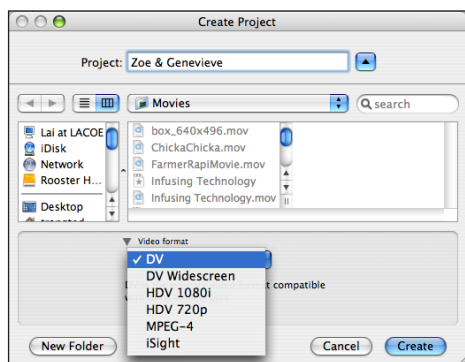 Create Project
Project: Zoe & Genevieve
Movies
search
Lai at LACOE
iDisk
Network
Rooster H...
Desktop
box_640x496.mov
ChickaChicka.mov
FarmerRapiMovie.mov
Infusing Technology
Infusing Technology.mov
Video format
✓ DV
DV Widescreen
HDV 1080i
HDV 720p
MPEG-4
iSight
compatible
New Folder
Cancel
Create